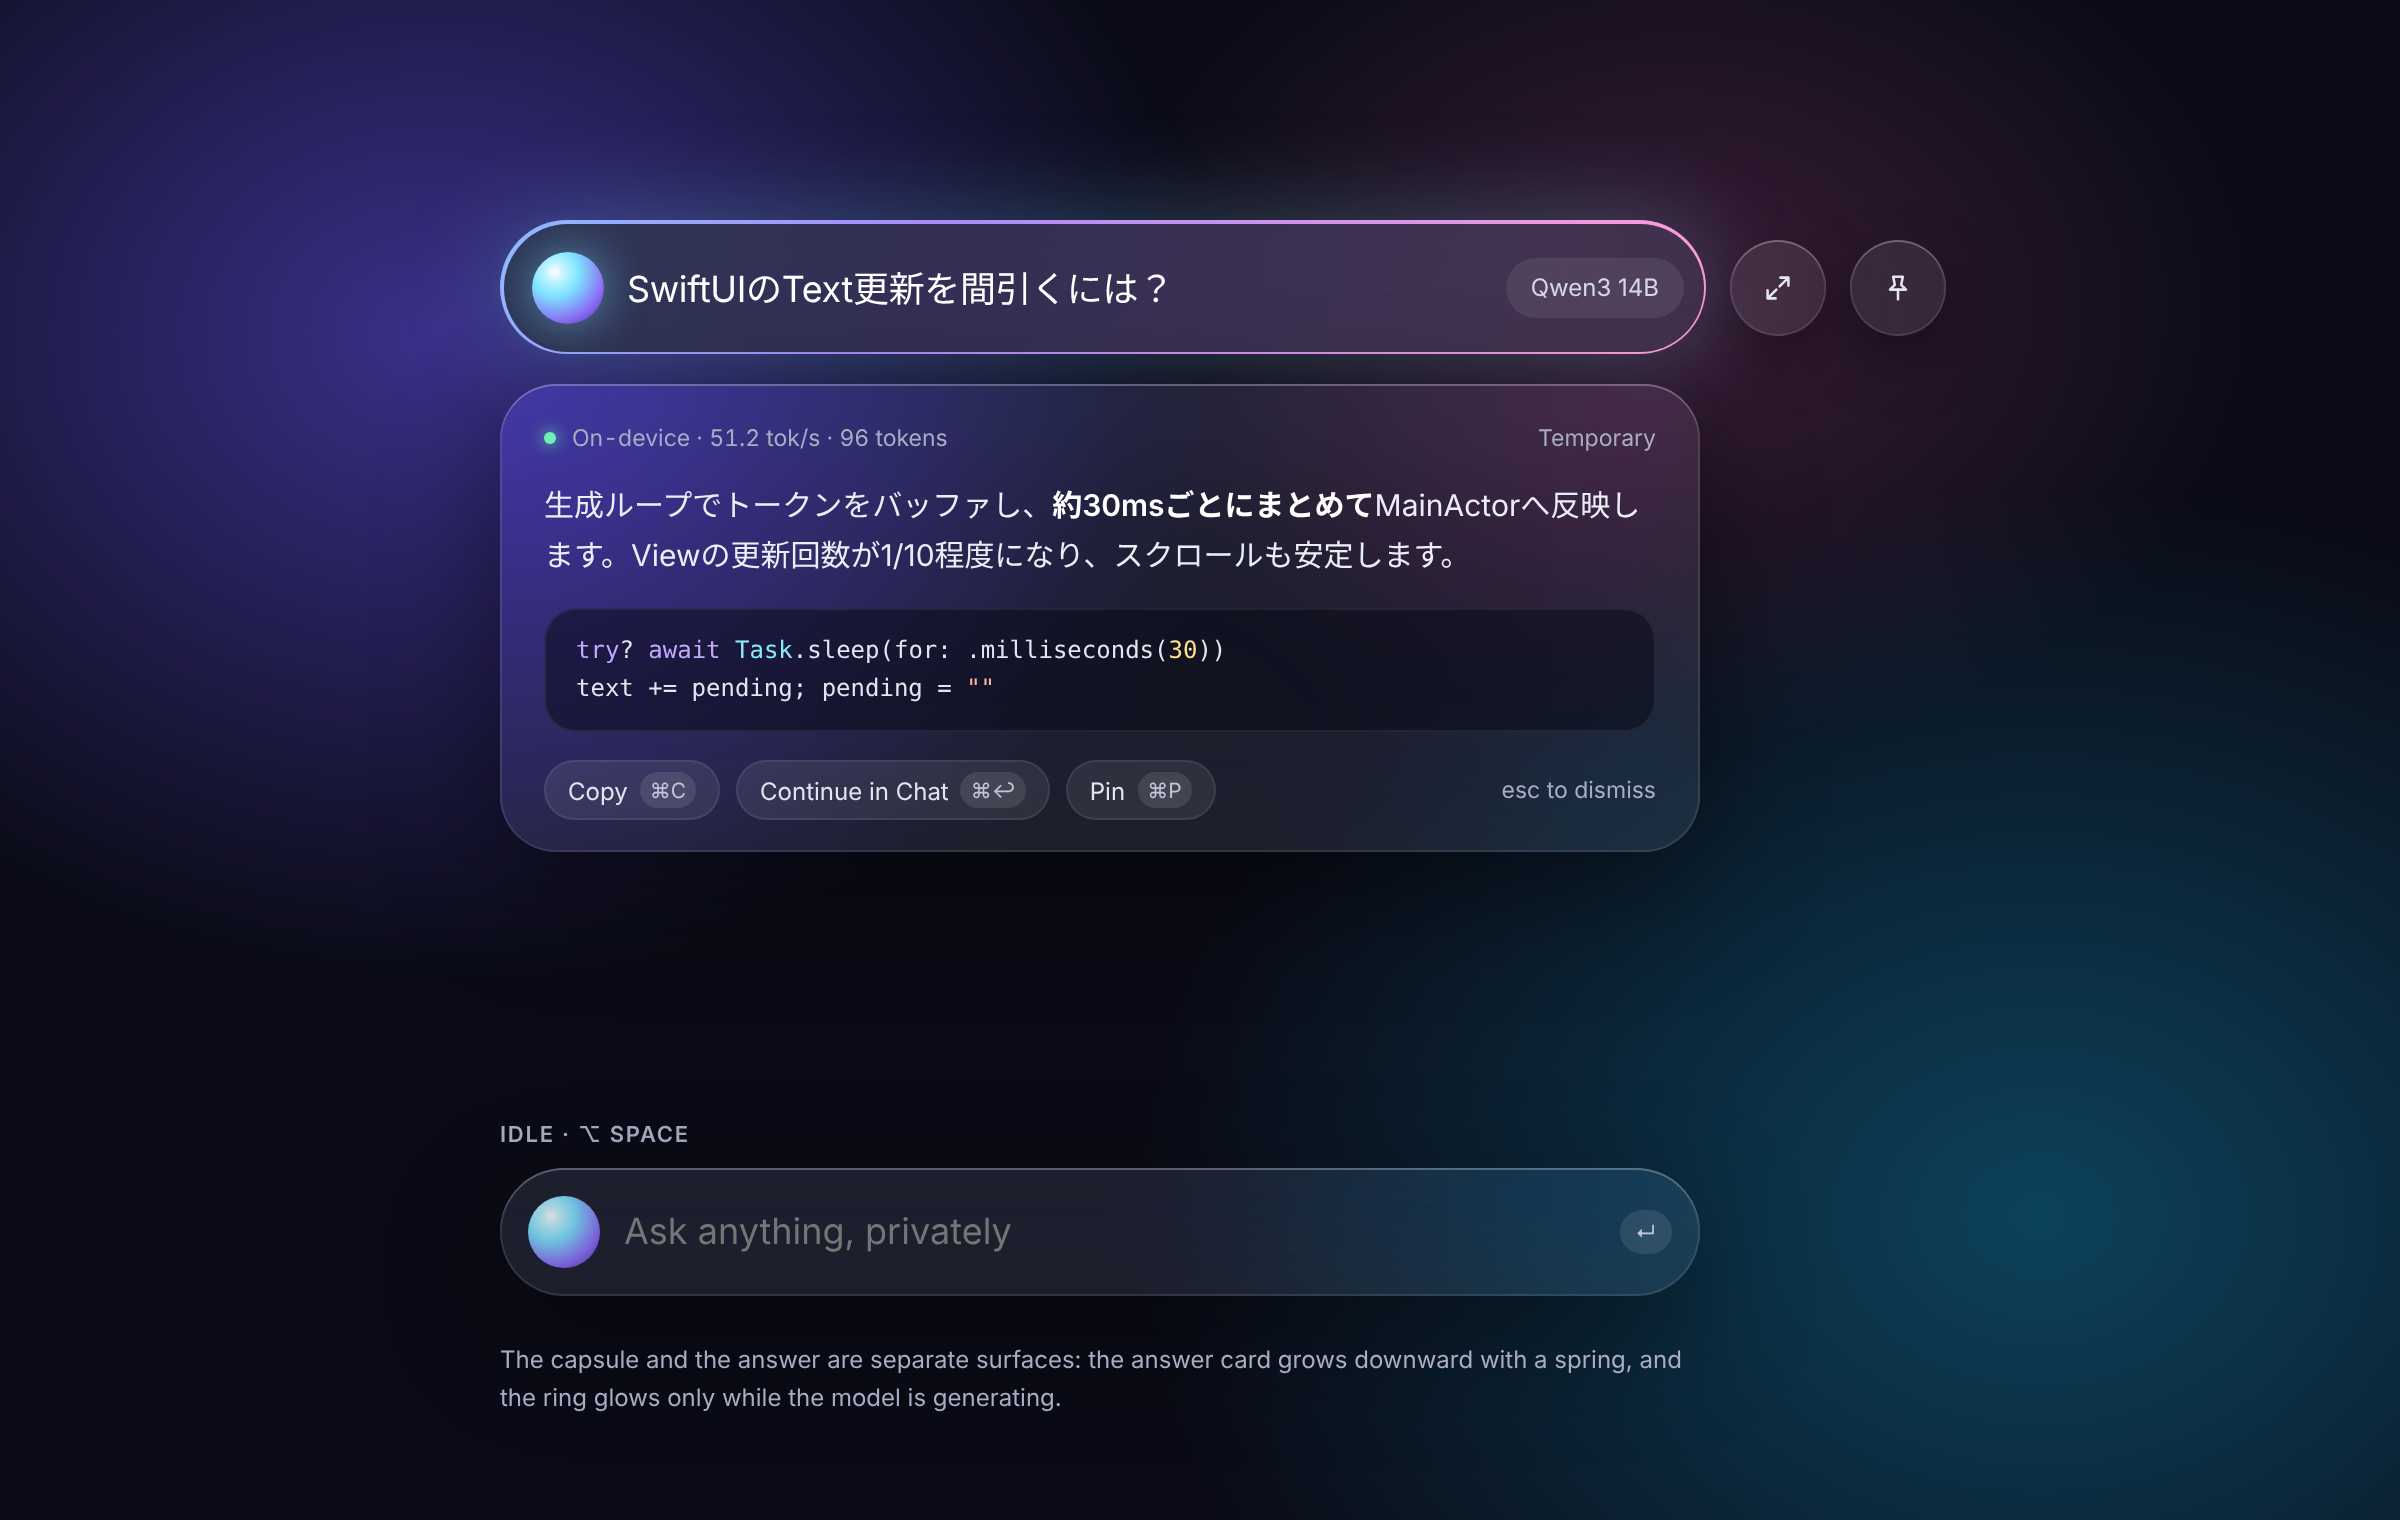 SwiftUIのText更新を間引くには？
Qwen3 14B
On-device · 51.2 tok/s · 96 tokens
Temporary
生成ループでトークンをバッファし、約30msごとにまとめてMainActorへ反映し
ます。Viewの更新回数が1/10程度になり、スクロールも安定します。
try? await Task.sleep(for: .milliseconds(30))
text += pending; pending = ""
Copy ⌘C
Continue in Chat ⌘↩
Pin ⌘P
esc to dismiss
IDLE · ⌥ SPACE
Ask anything, privately
The capsule and the answer are separate surfaces: the answer card grows downward with a spring, and
the ring glows only while the model is generating.